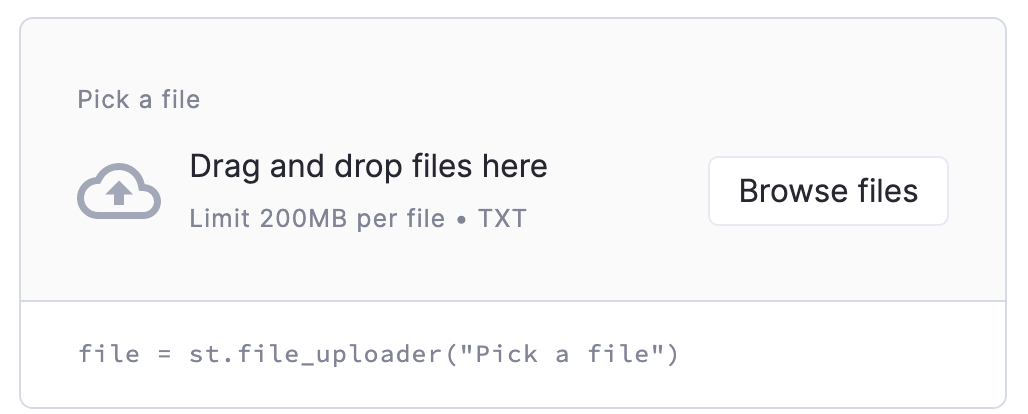 Pick a file
Drag and drop files here
Limit 200MB per file • TXT
Browse files
file = st.file_uploader("Pick a file")